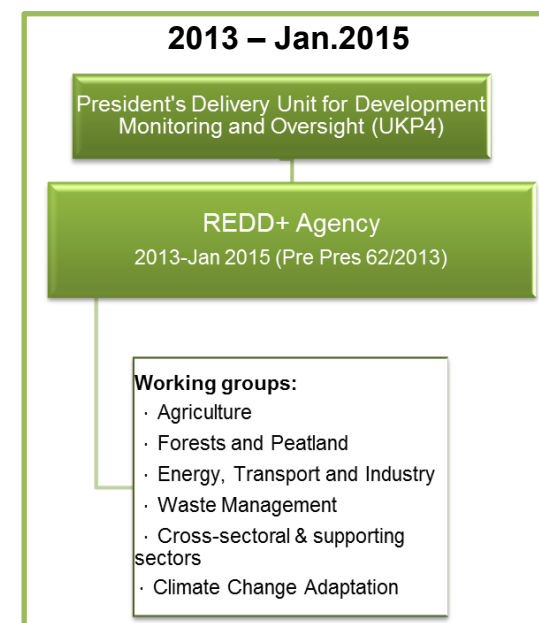 2013 – Jan.2015
President's Delivery Unit for Development
Monitoring and Oversight (UKP4)
REDD+ Agency
2013-Jan 2015 (Pre Pres 62/2013)
Working groups:
· Agriculture
· Forests and Peatland
· Energy, Transport and Industry
· Waste Management
· Cross-sectoral & supporting
sectors
· Climate Change Adaptation